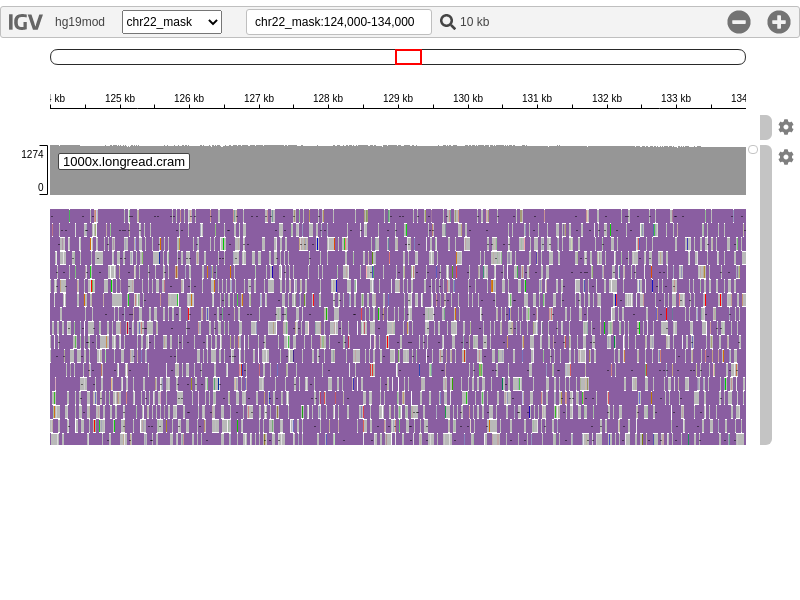 IGV hg19mod chr22_mask chr22_mask:124,000-134,000 10 kb
kb 125 kb 126 kb 127 kb 128 kb 129 kb 130 kb 131 kb 132 kb 133 kb 134
1274
1000x.longread.cram
0